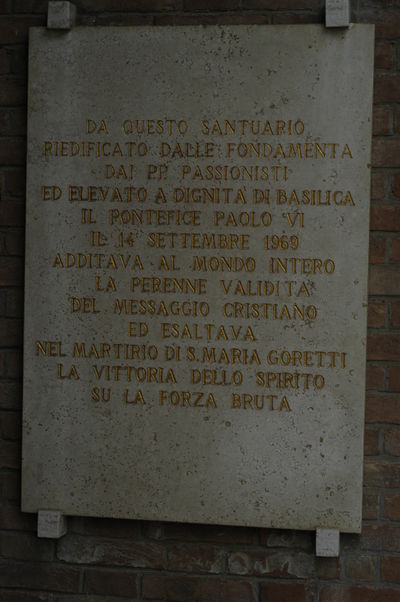 DA QUESTO SANTUARIO
RIEDIFICATO DALLE FONDAMENTA
DAI PP. PASSIONISTI
ED ELEVATO A DIGNITA' DI BASILICA
IL PONTEFICE PAOLO VI
IL 14 SETTEMBRE 1969
ADDITAVA AL MONDO INTERO
LA PERENNE VALIDITA'
DEL MESSAGGIO CRISTIANO
ED ESALTAVA
NEL MARTIRIO DI S. MARIA GORETTI
LA VITTORIA DELLO SPIRITO
SU LA FORZA BRUTA